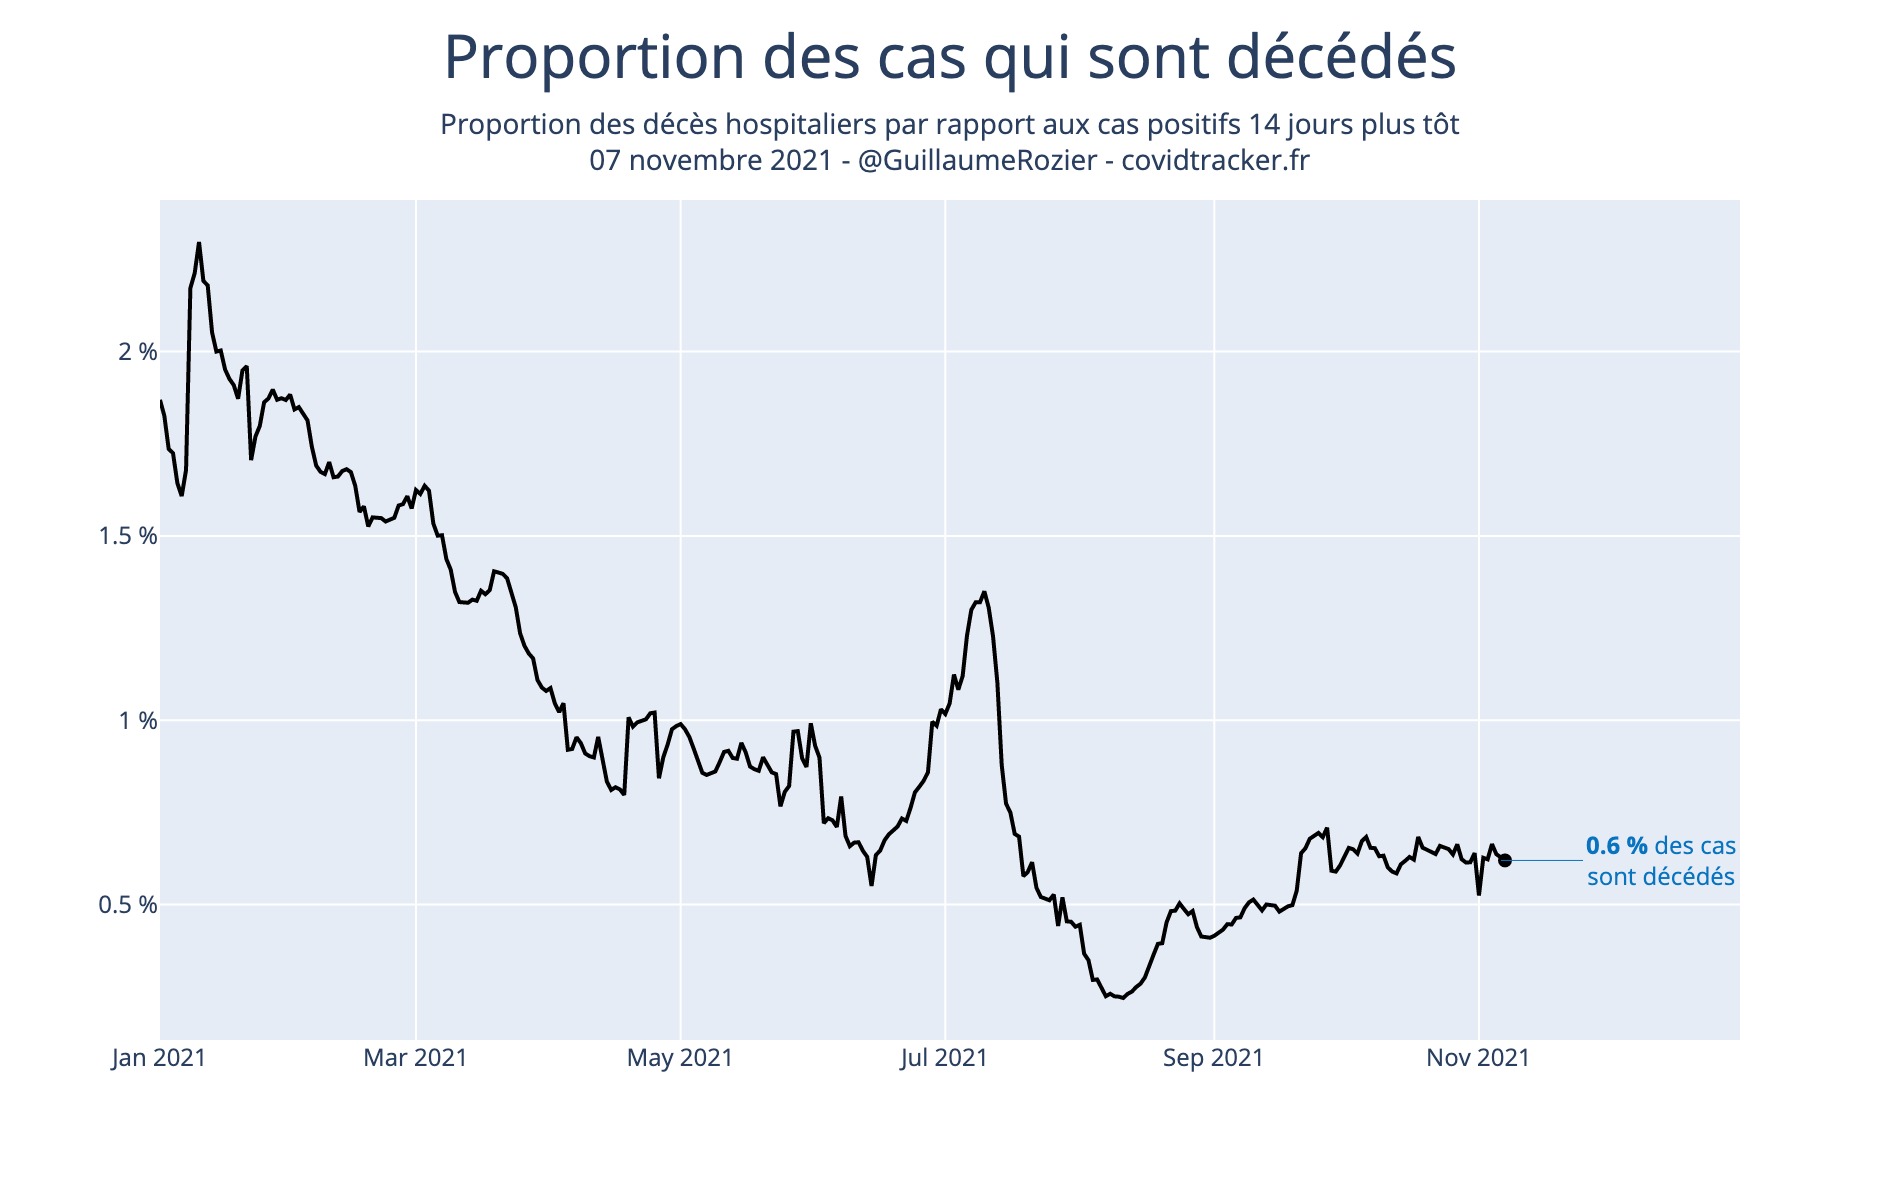 Proportion des cas qui sont décédés
Proportion des décès hospitaliers par rapport aux cas positifs 14 jours plus tôt
07 novembre 2021 - @GuillaumeRozier - covidtracker.fr
2 %
1.5 %
1 %
0.5 %
0.6 % des cas
sont décédés
Jan 2021
Mar 2021
May 2021
Jul 2021
Sep 2021
Nov 2021